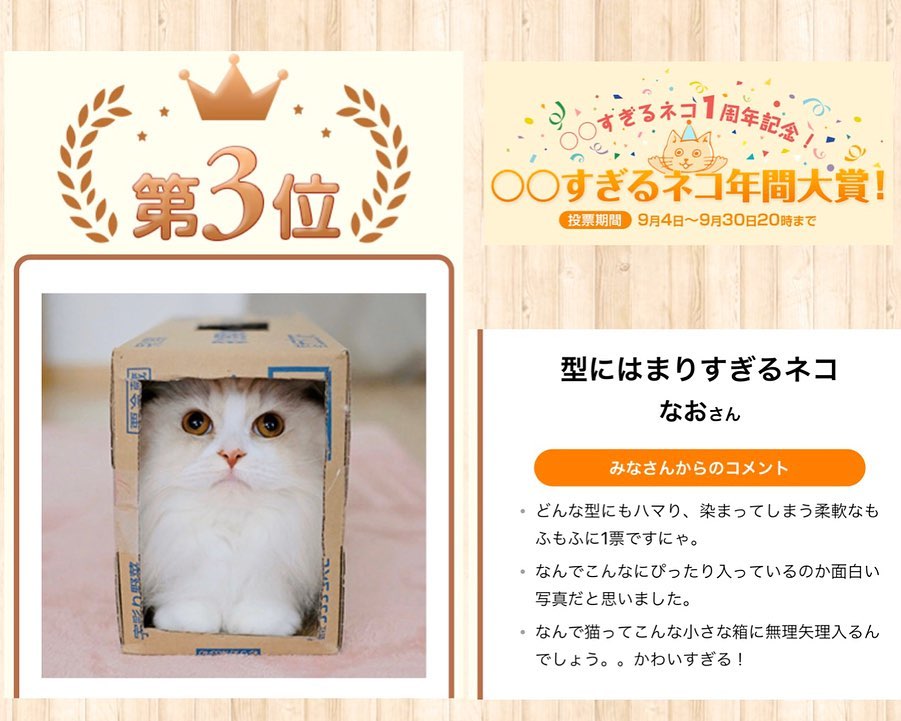 第3位
○○すぎるネコ1周年記念！
○○すぎるネコ年間大賞！
投票期間 9月4日〜9月30日20時まで
型にはまりすぎるネコ
なおさん
みなさんからのコメント
• どんな型にもハマり、染まってしまう柔軟なも
ふもふに1票ですにゃ。
• なんでこんなにぴったり入っているのか面白い
写真だと思いました。
• なんで猫ってこんな小さな箱に無理矢理入るん
でしょう。。かわいすぎる！